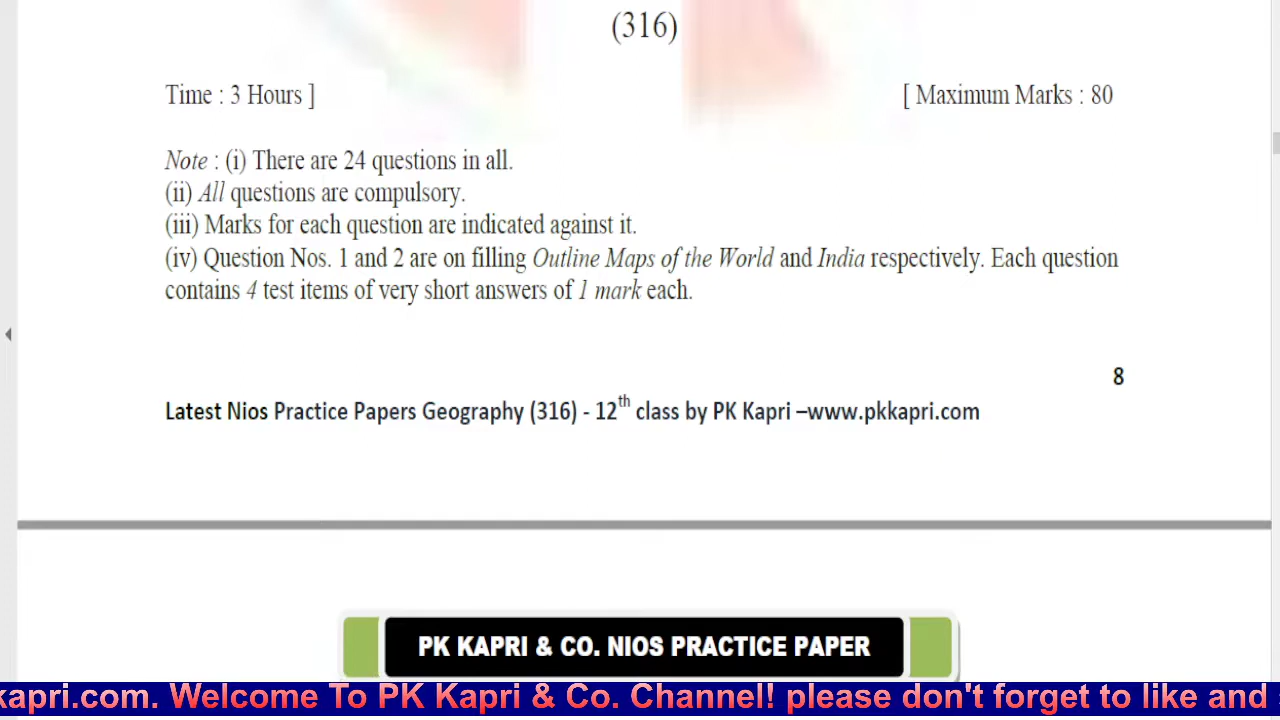 (316)
Time : 3 Hours ] [ Maximum Marks : 80
Note : (i) There are 24 questions in all.
(ii) All questions are compulsory.
(iii) Marks for each question are indicated against it.
(iv) Question Nos. 1 and 2 are on filling Outline Maps of the World and India respectively. Each question
contains 4 test items of very short answers of 1 mark each.
8
Latest Nios Practice Papers Geography (316) - 12th class by PK Kapri –www.pkkapri.com
PK KAPRI & CO. NIOS PRACTICE PAPER
kapri.com. Welcome To PK Kapri & Co. Channel! please don't forget to like and